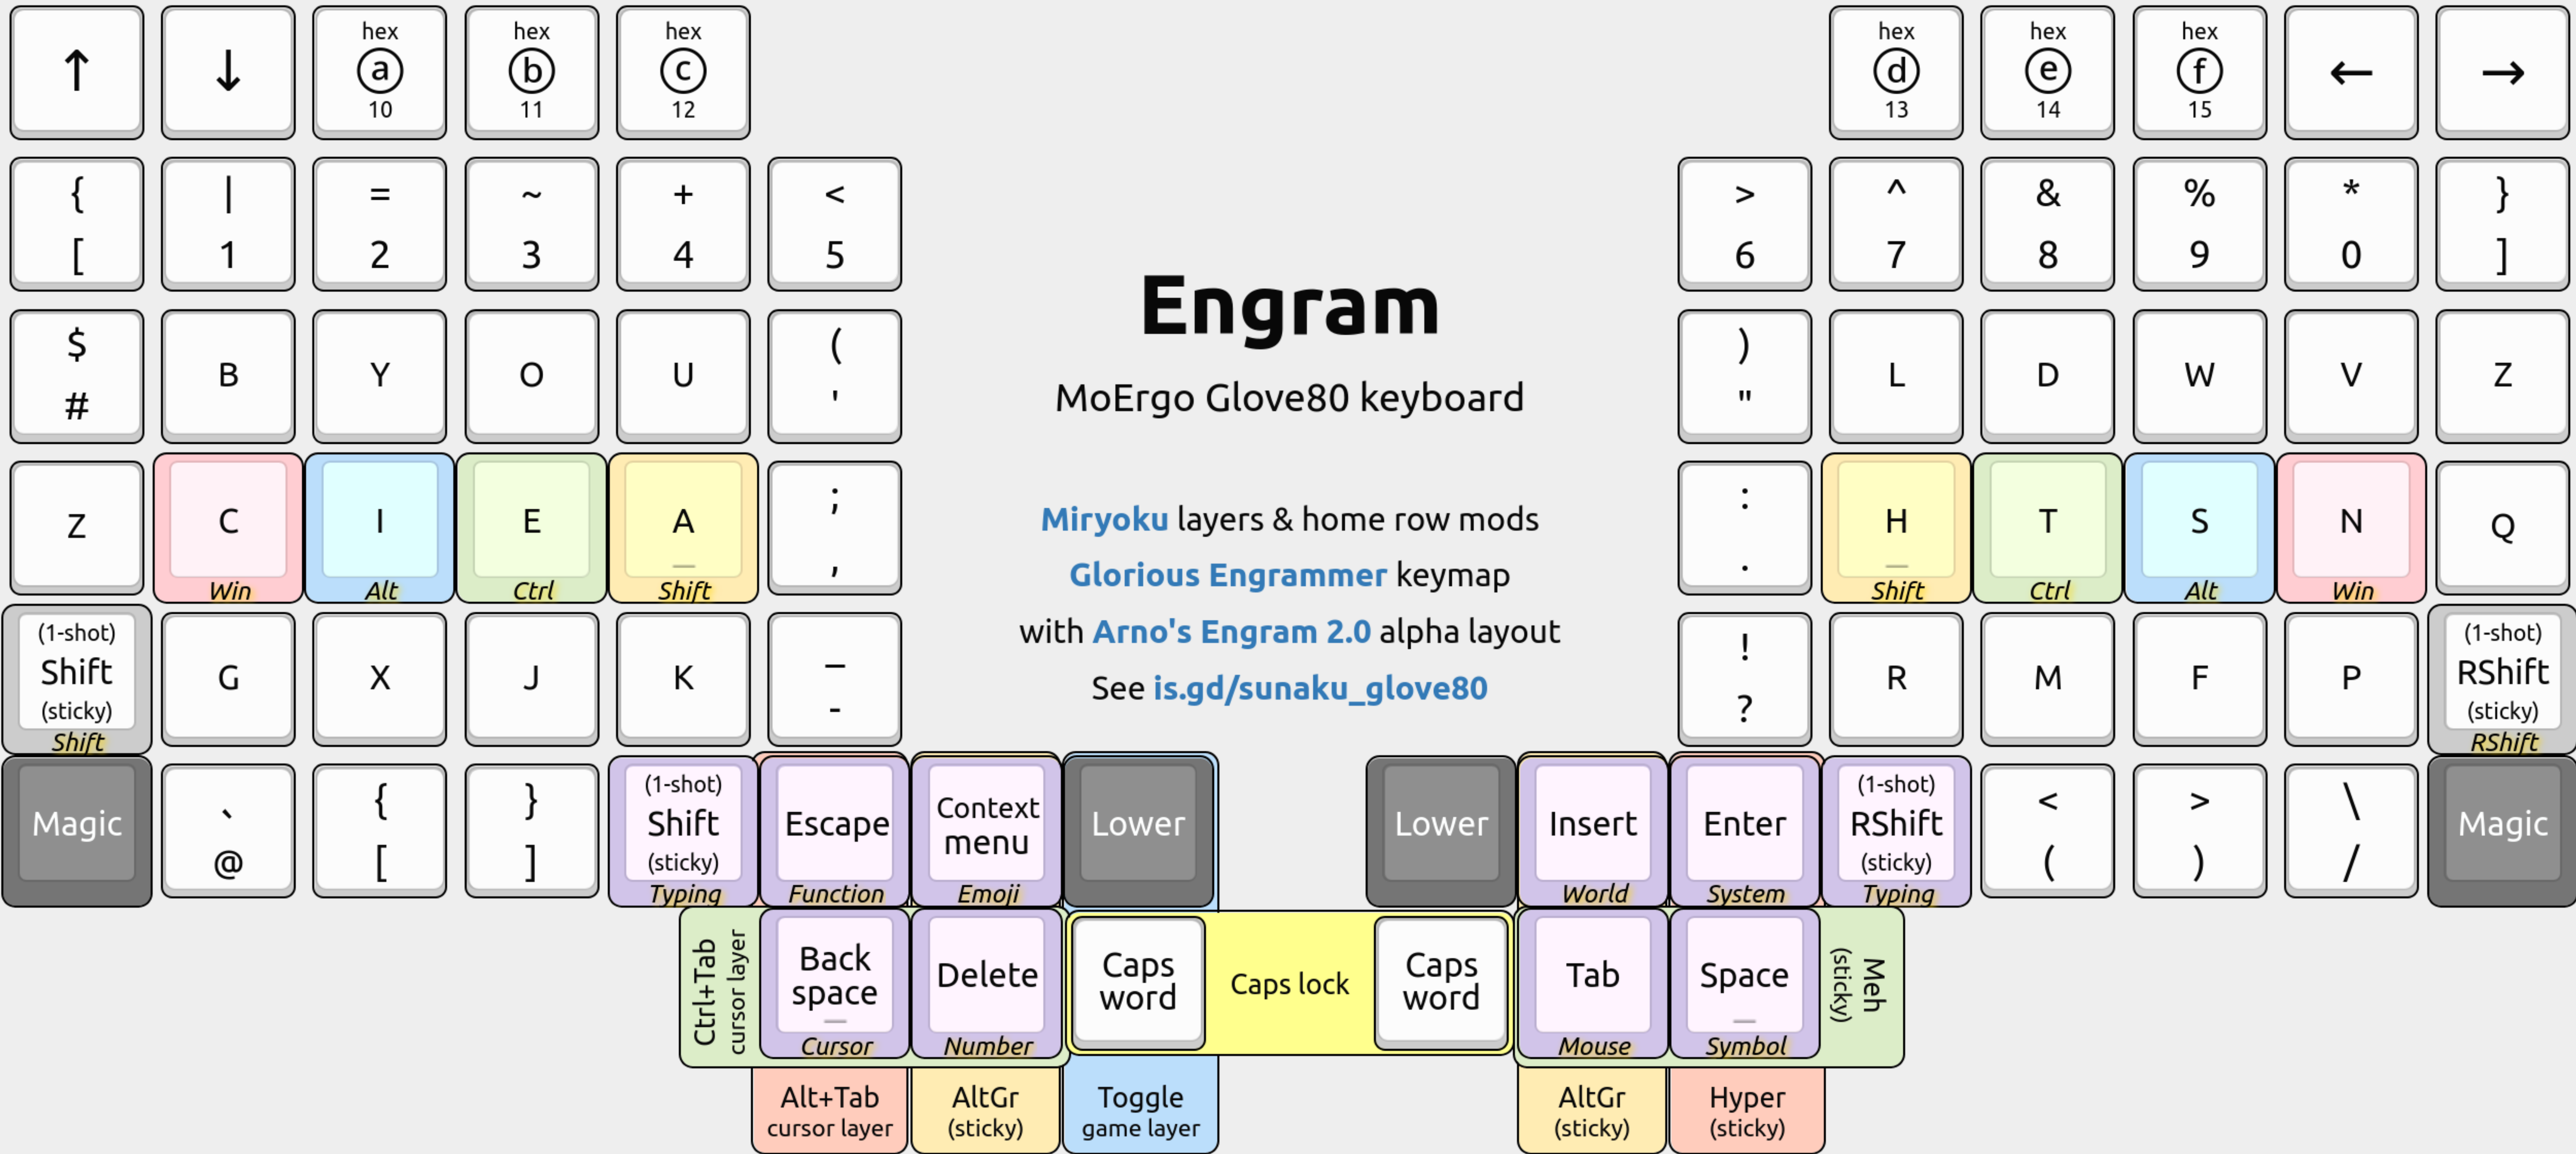 ↑ ↓ hex ⓐ 10 hex ⓑ 11 hex ⓒ 12 hex ⓓ 13 hex ⓔ 14 hex ⓕ 15 ← →
{ | = ~ + < > ^ & % * }
[ 1 2 3 4 5 6 7 8 9 0 ]
Engram
MoErgo Glove80 keyboard
$ ( )
# B Y O U ' " L D W V Z
Miryoku layers & home row mods
Glorious Engrammer keymap
with Arno's Engram 2.0 alpha layout
See is.gd/sunaku_glove80
; :
Z C I E A , . H T S N Q
Win Alt Ctrl Shift Shift Ctrl Alt Win
(1-shot) _ ! (1-shot)
Shift G X J K - ? R M F P RShift
(sticky) (sticky)
Shift RShift
` { } (1-shot) (1-shot) < > \
Magic @ [ ] Shift Escape Context menu Lower Lower Insert Enter RShift ( ) / Magic
(sticky) (sticky)
Typing Function Emoji World System Typing
Ctrl+Tab
cursor layer
Back space Delete Caps word Caps lock Caps word Tab Space
Meh
(sticky)
Cursor Number Mouse Symbol
Alt+Tab AltGr Toggle AltGr Hyper
cursor layer (sticky) game layer (sticky) (sticky)